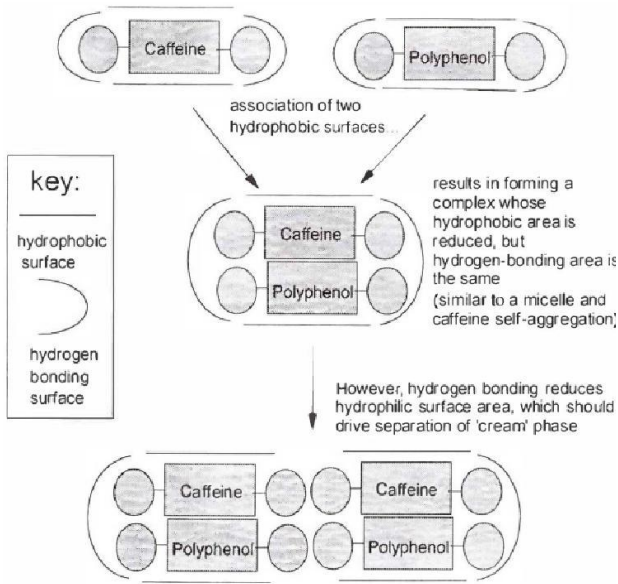 Caffeine
Polyphenol
association of two
hydrophobic surfaces...
key:
hydrophobic
surface
hydrogen
bonding
surface
Caffeine
Polyphenol
results in forming a
complex whose
hydrophobic area is
reduced, but
hydrogen-bonding area is
the same
(similar to a micelle and
caffeine self-aggregation)
However, hydrogen bonding reduces
hydrophilic surface area, which should
drive separation of 'cream' phase
Caffeine
Caffeine
Polyphenol
Polyphenol